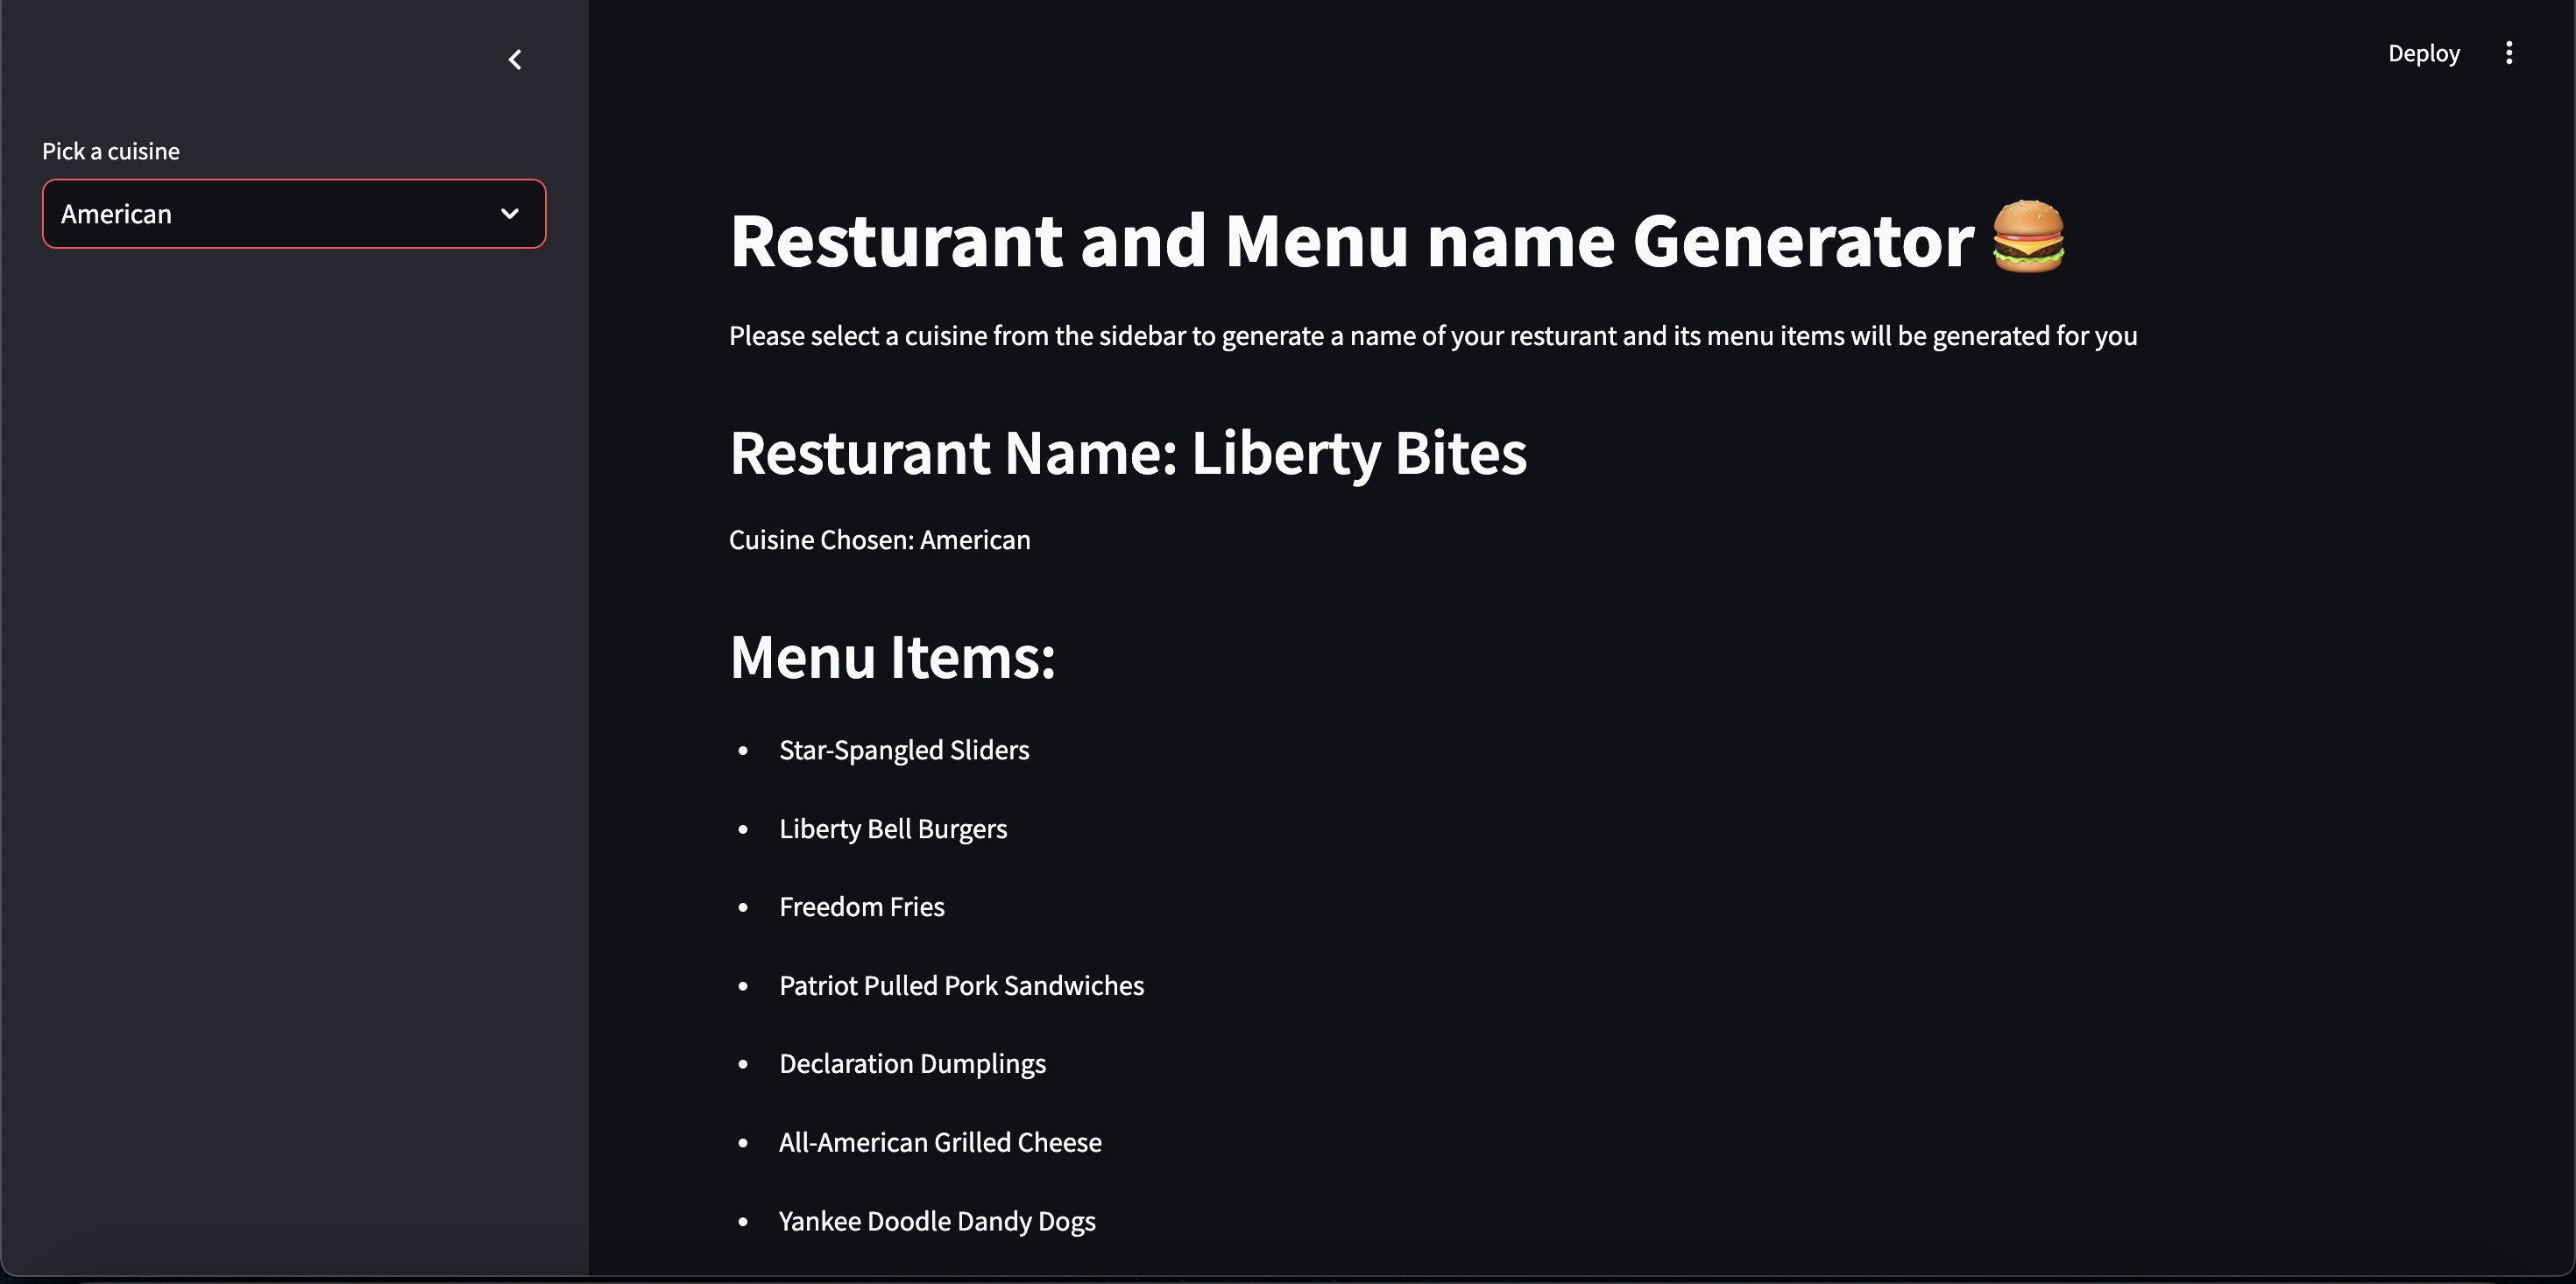 Deploy
Pick a cuisine
American
Resturant and Menu name Generator 🍔
Please select a cuisine from the sidebar to generate a name of your resturant and its menu items will be generated for you
Resturant Name: Liberty Bites
Cuisine Chosen: American
Menu Items:
• Star-Spangled Sliders
• Liberty Bell Burgers
• Freedom Fries
• Patriot Pulled Pork Sandwiches
• Declaration Dumplings
• All-American Grilled Cheese
• Yankee Doodle Dandy Dogs